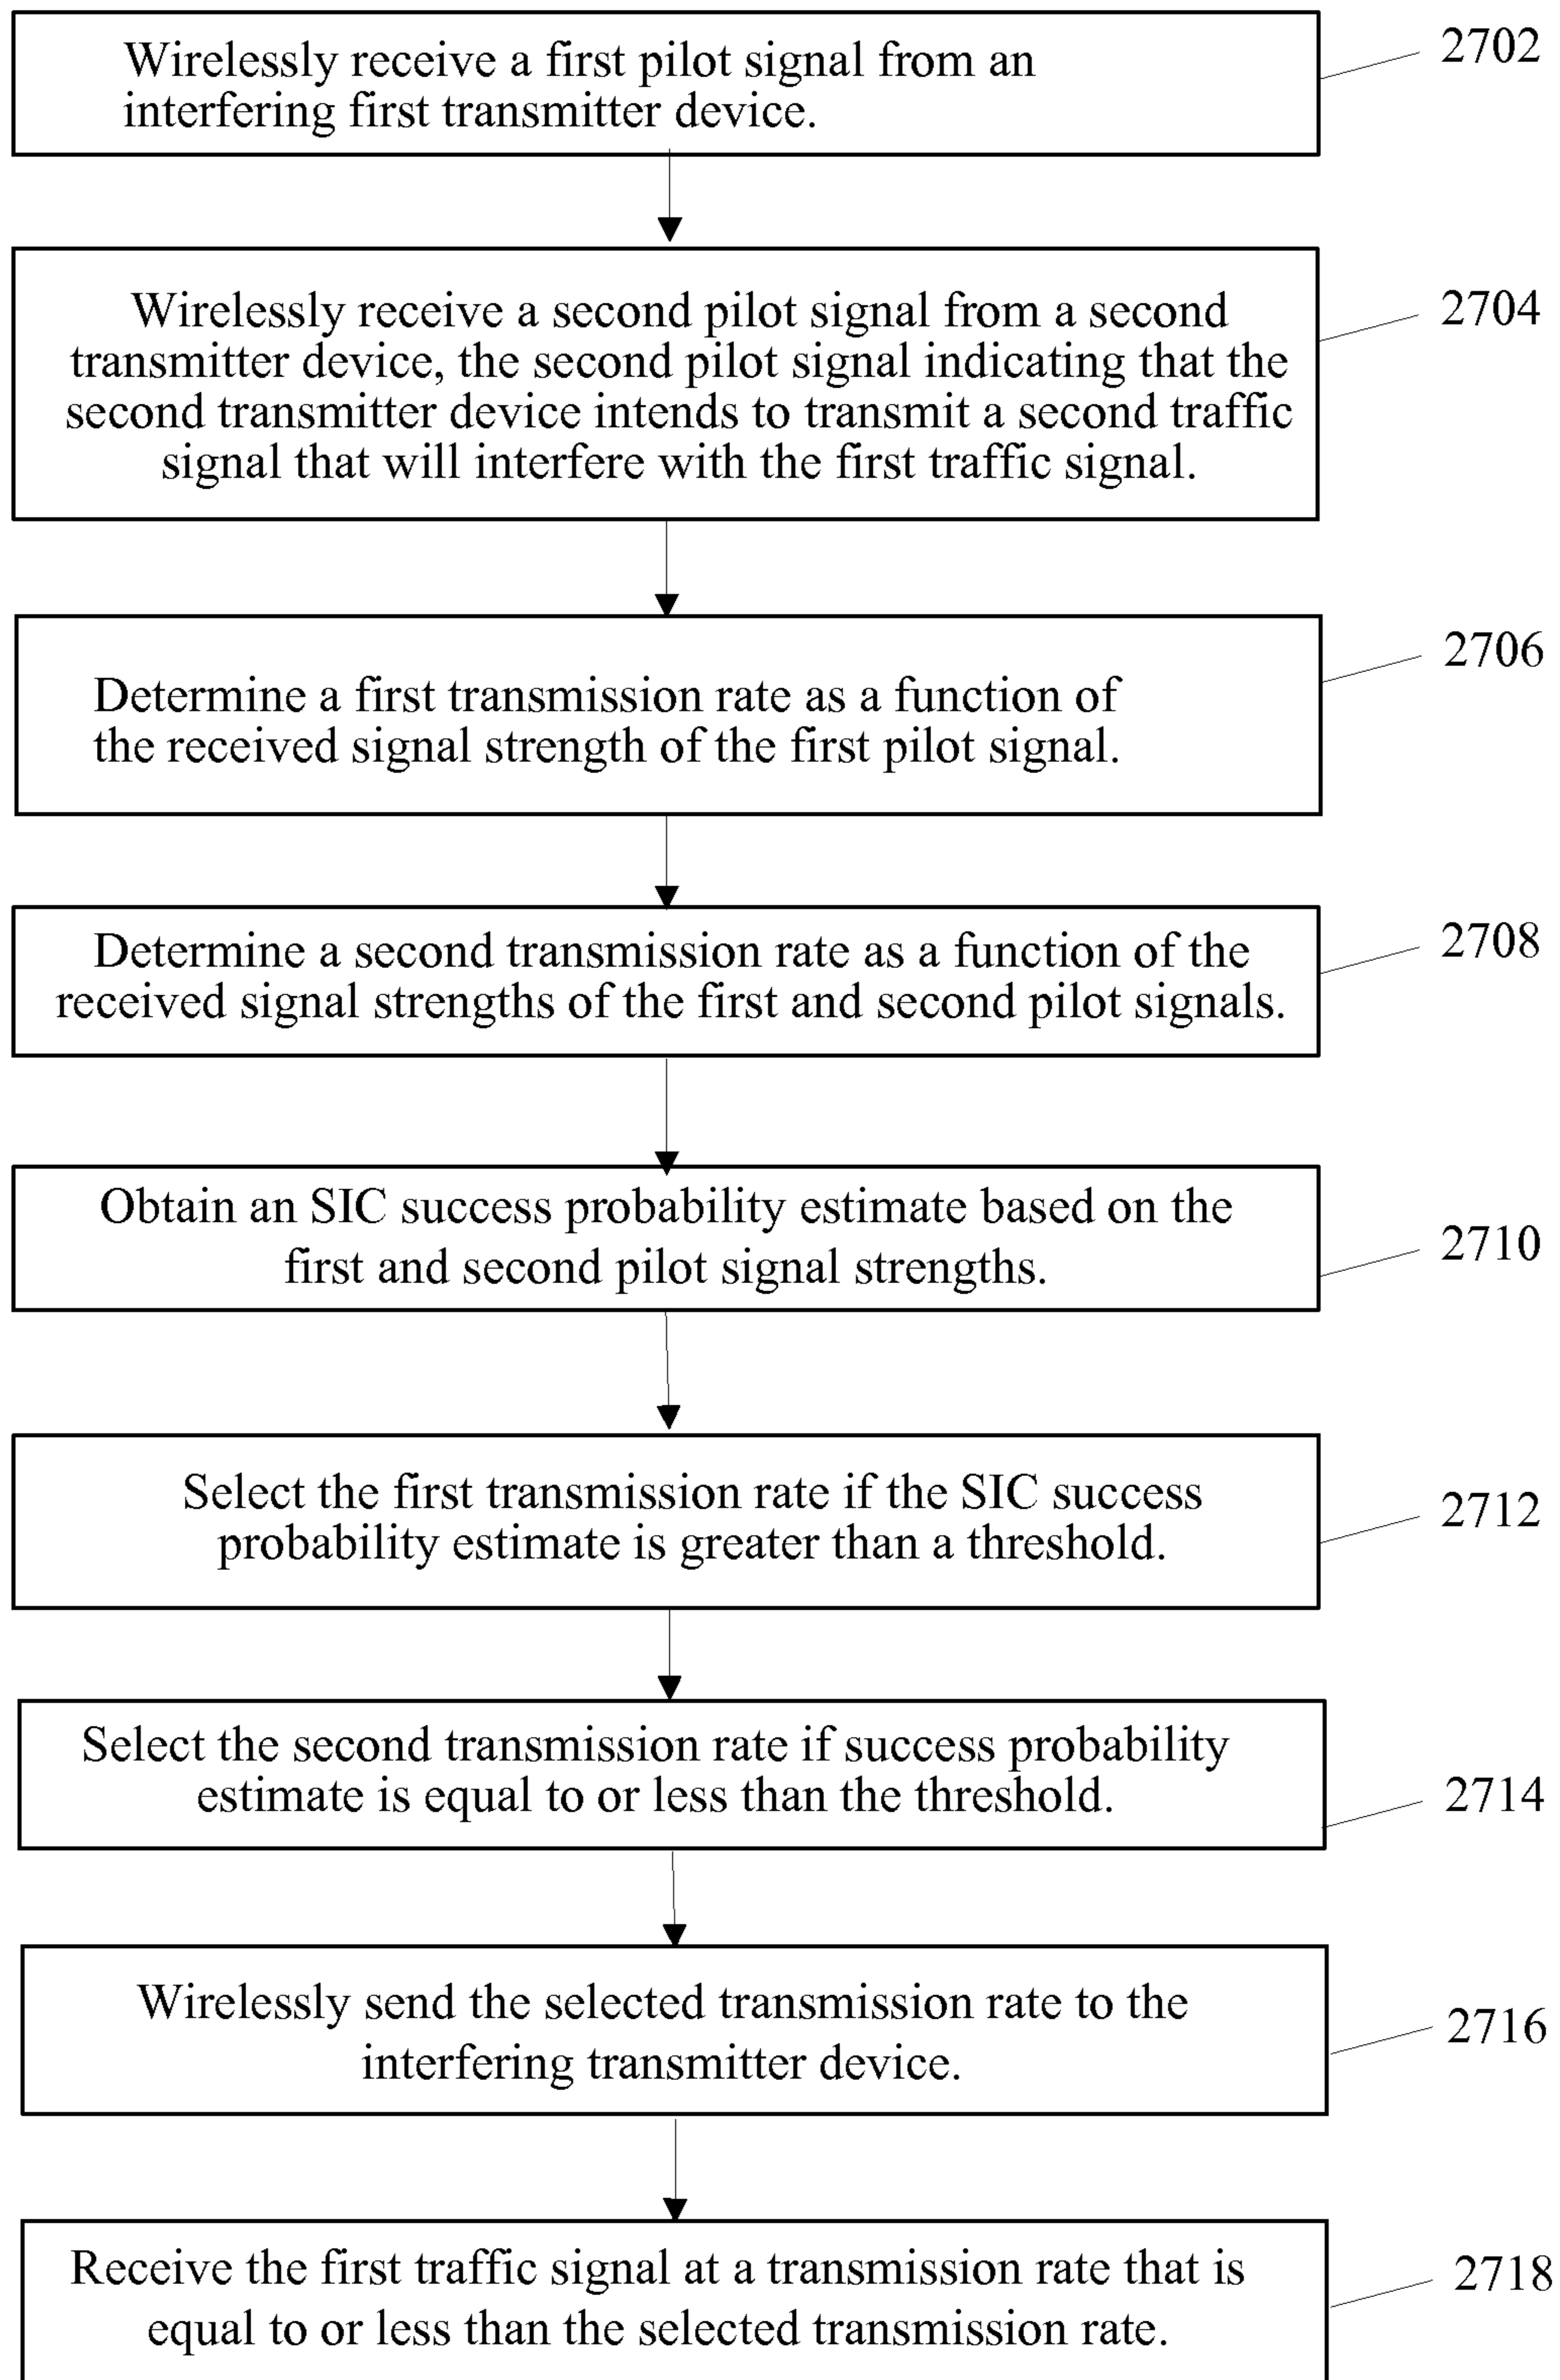 Wirelessly receive a first pilot signal from an
interfering first transmitter device.
2702
Wirelessly receive a second pilot signal from a second
transmitter device, the second pilot signal indicating that the
second transmitter device intends to transmit a second traffic
signal that will interfere with the first traffic signal.
2704
Determine a first transmission rate as a function of
the received signal strength of the first pilot signal.
2706
Determine a second transmission rate as a function of the
received signal strengths of the first and second pilot signals.
2708
Obtain an SIC success probability estimate based on the
first and second pilot signal strengths.
2710
Select the first transmission rate if the SIC success
probability estimate is greater than a threshold.
2712
Select the second transmission rate if success probability
estimate is equal to or less than the threshold.
2714
Wirelessly send the selected transmission rate to the
interfering transmitter device.
2716
Receive the first traffic signal at a transmission rate that is
equal to or less than the selected transmission rate.
2718